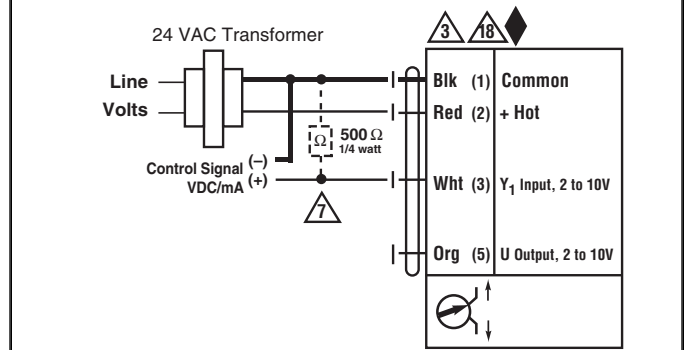 24 VAC Transformer
3
18
Line
Volts
Blk (1) Common
Red (2) + Hot
Ω
500 Ω
1/4 watt
Control Signal (–)
VDC/mA (+)
Wht (3) Y1 Input, 2 to 10V
7
Org (5) U Output, 2 to 10V